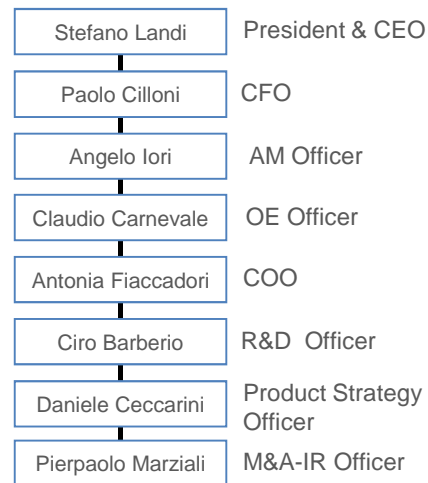 Stefano Landi President & CEO
Paolo Cilloni CFO
Angelo Iori AM Officer
Claudio Carnevale OE Officer
Antonia Fiaccadori COO
Ciro Barberio R&D Officer
Daniele Ceccarini Product Strategy
Officer
Pierpaolo Marziali M&A-IR Officer